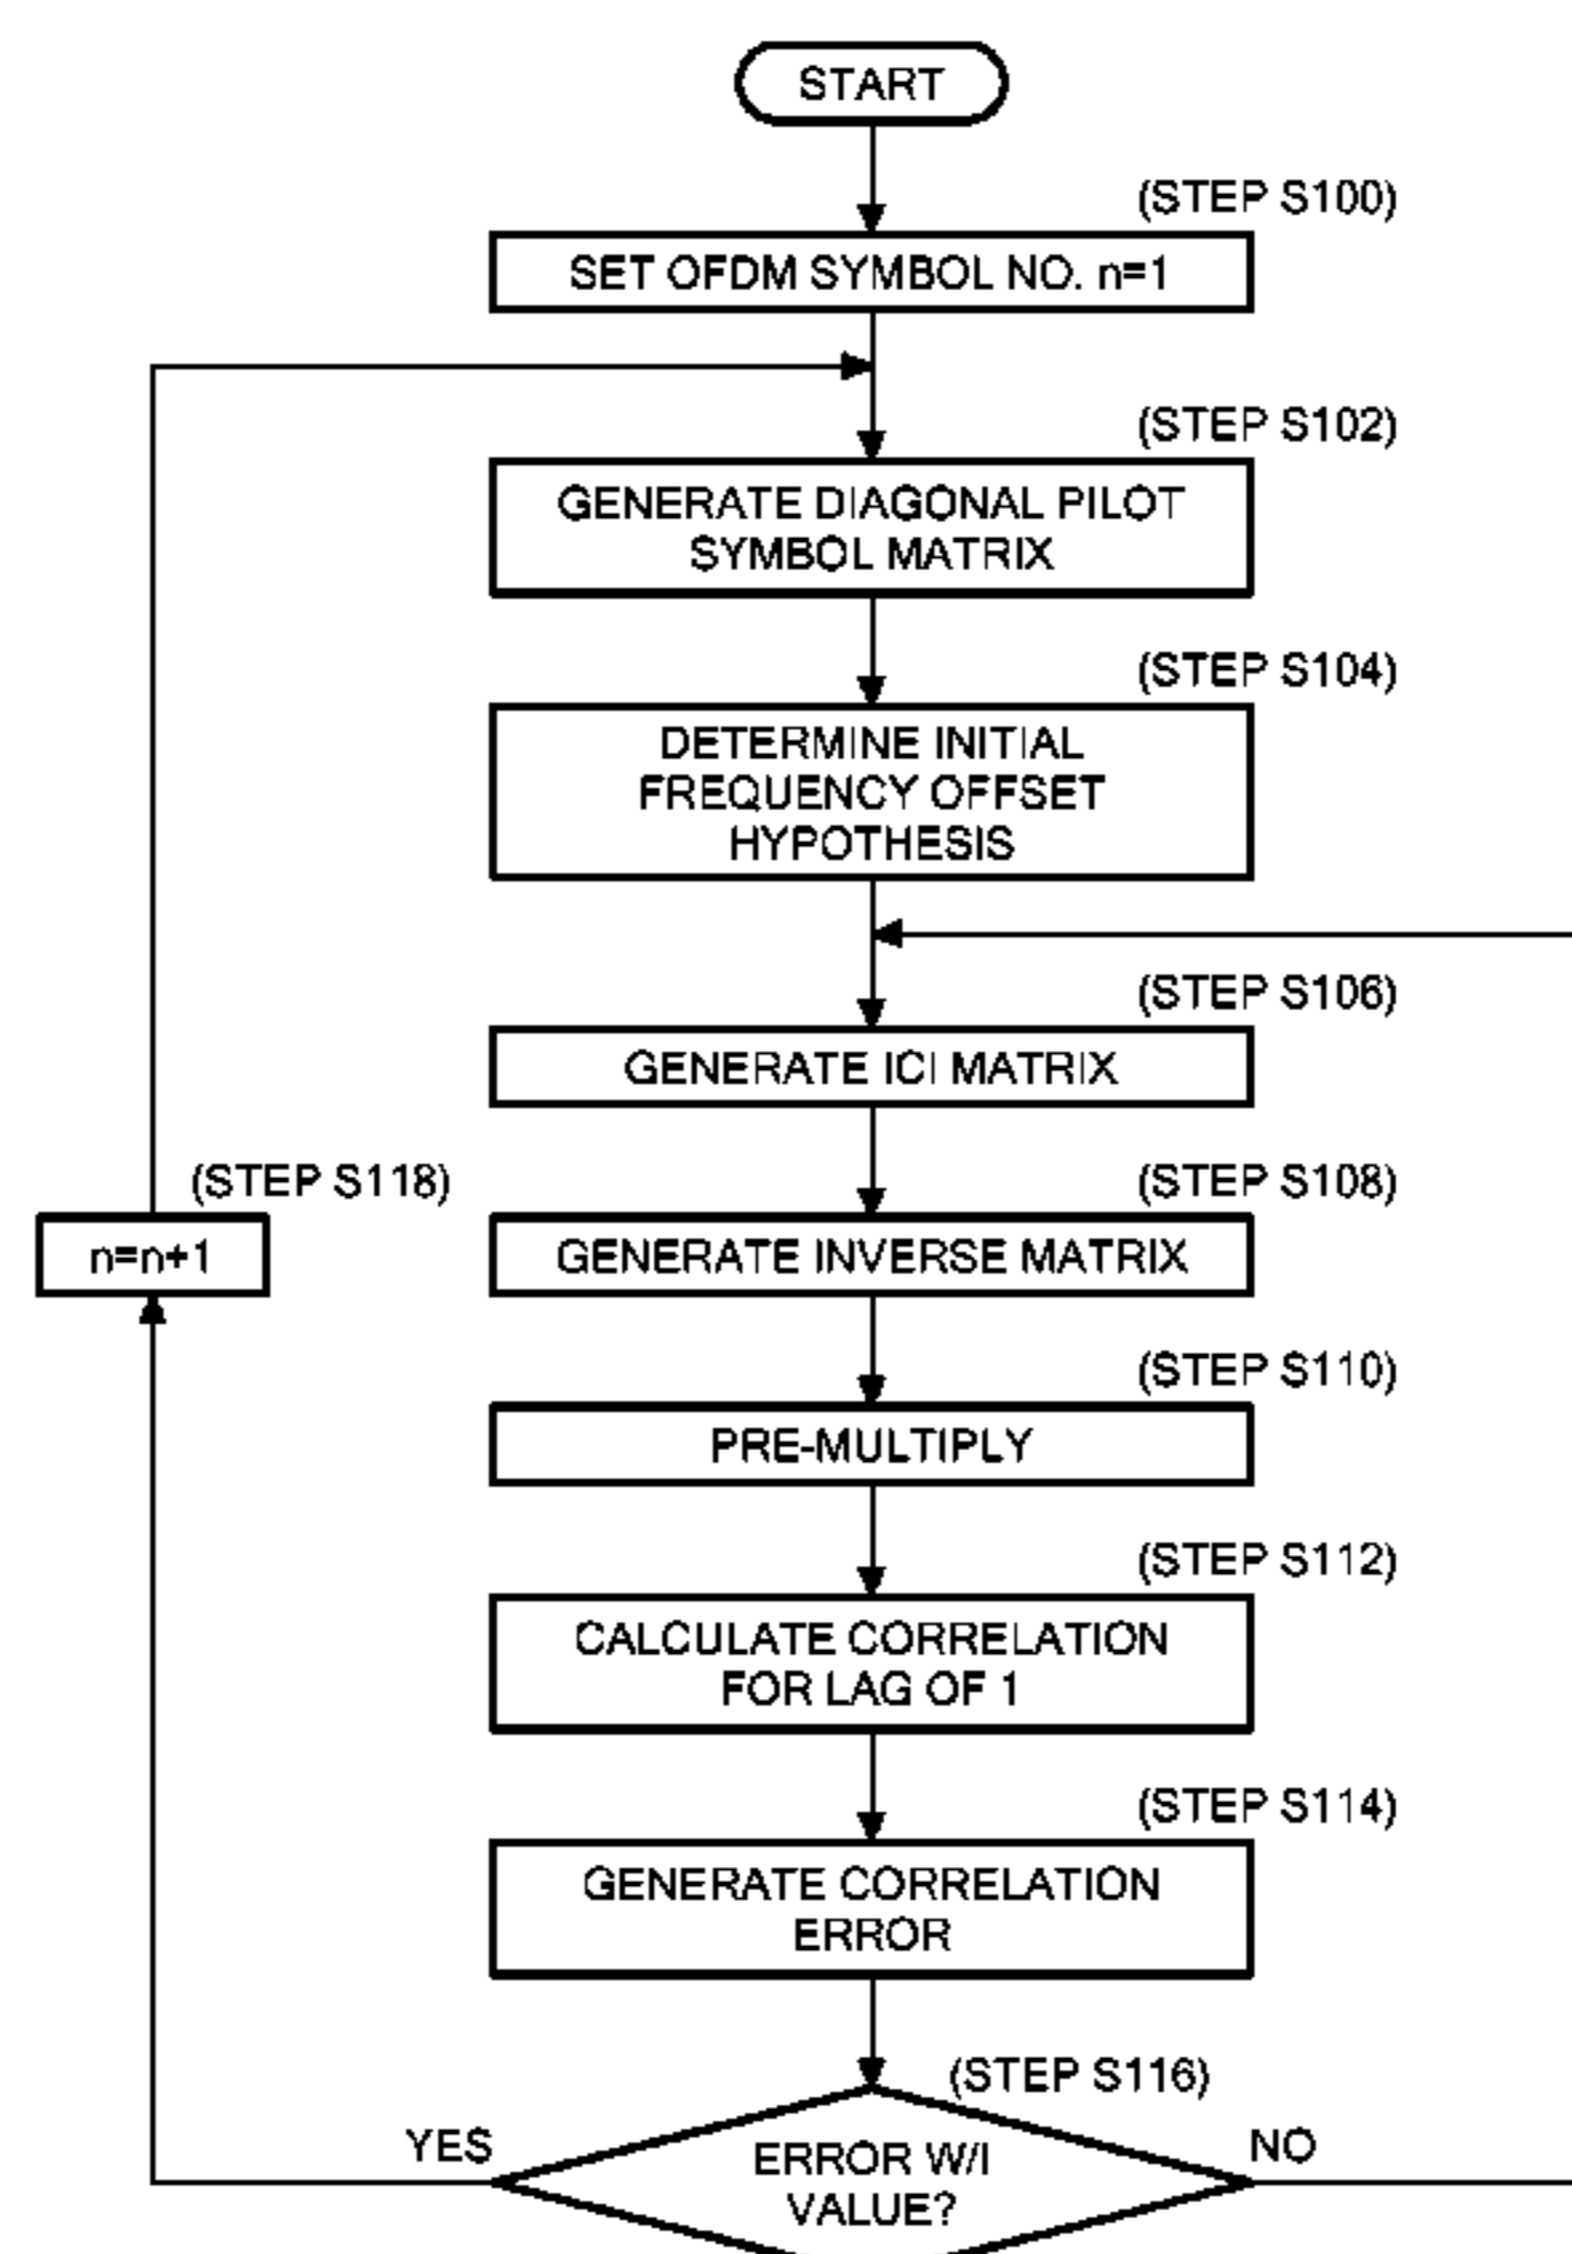 START
(STEP S100)
SET OFDM SYMBOL NO. n=1
(STEP S102)
GENERATE DIAGONAL PILOT
SYMBOL MATRIX
(STEP S104)
DETERMINE INITIAL
FREQUENCY OFFSET
HYPOTHESIS
(STEP S106)
GENERATE ICI MATRIX
(STEP S118)
n=n+1
(STEP S108)
GENERATE INVERSE MATRIX
(STEP S110)
PRE-MULTIPLY
(STEP S112)
CALCULATE CORRELATION
FOR LAG OF 1
(STEP S114)
GENERATE CORRELATION
ERROR
(STEP S116)
YES
ERROR W/I
VALUE?
NO